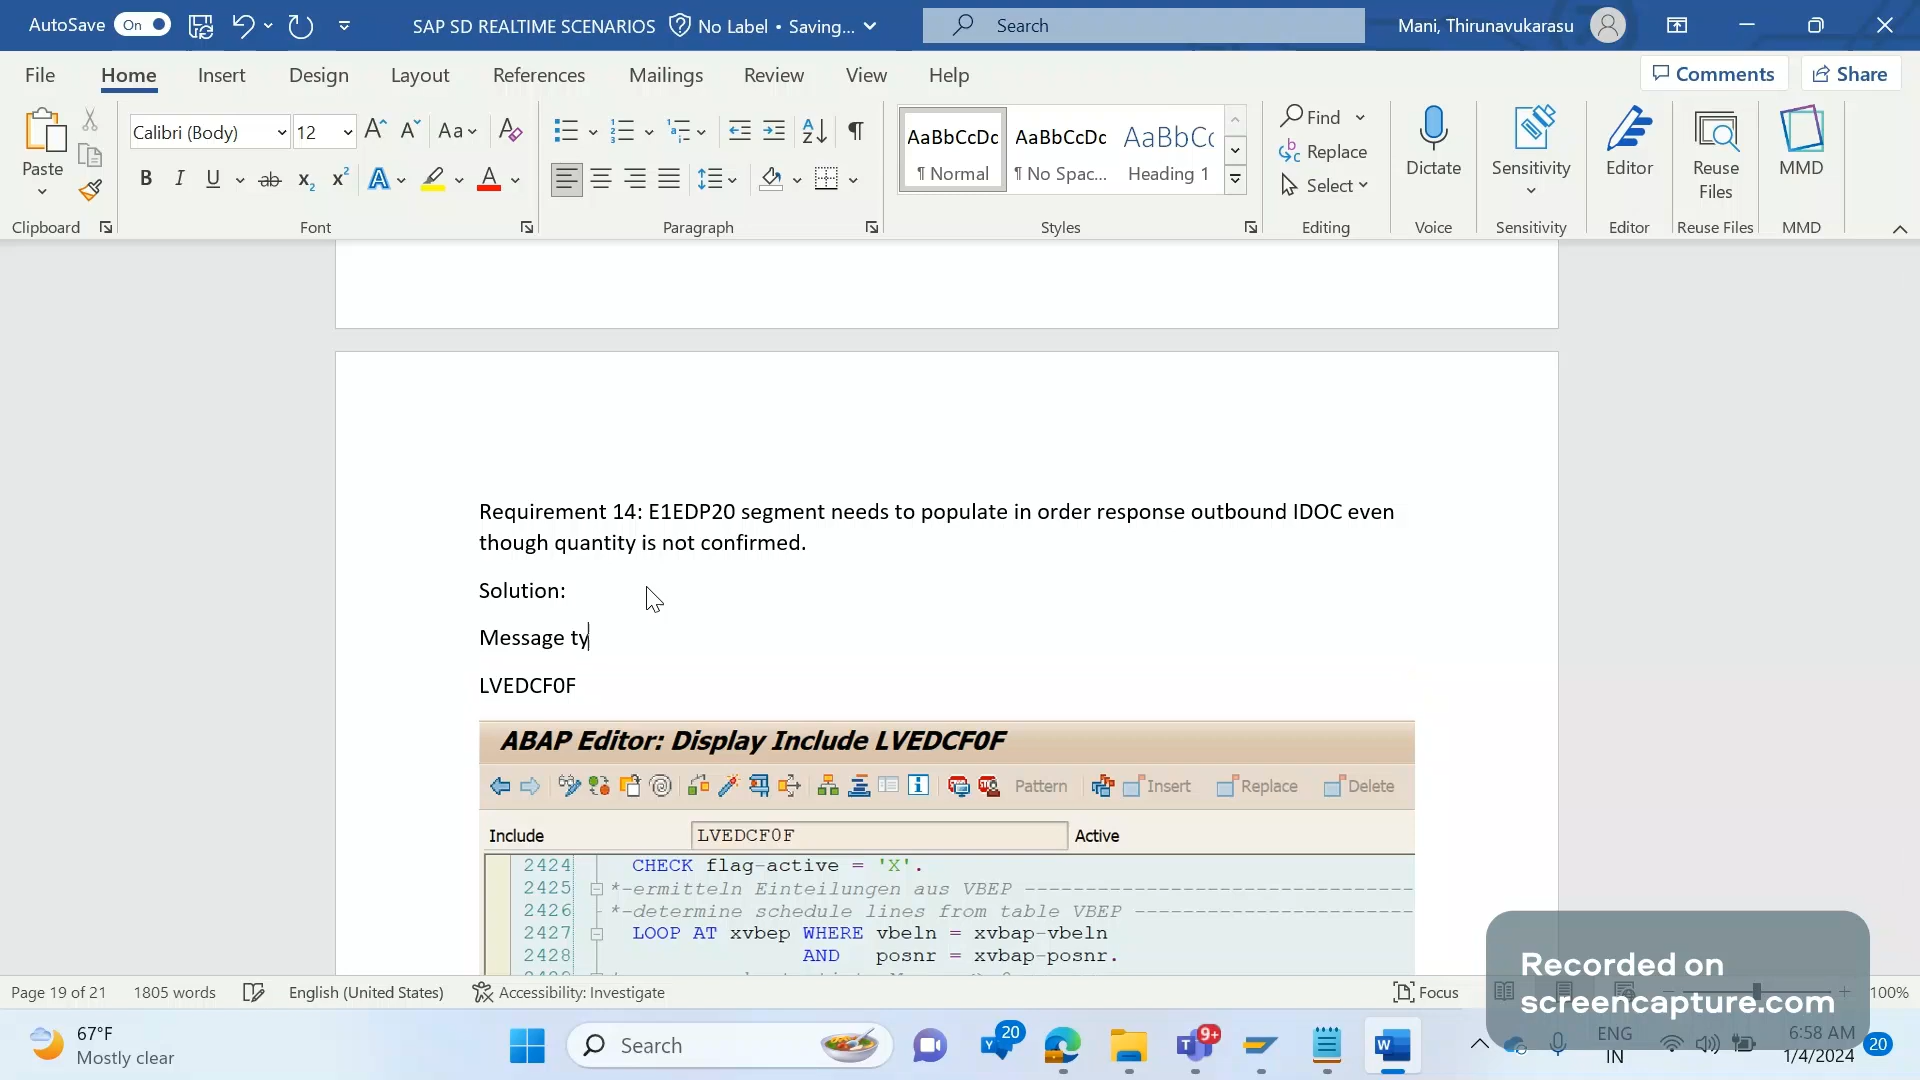 AutoSave On SAP SD REALTIME SCENARIOS No Label • Saving... Search Mani, Thirunavukarasu
File Home Insert Design Layout References Mailings Review View Help Comments Share
Paste Calibri (Body) 12 Aa AaBbCcDc AaBbCcDc AaBbCc Find Replace Select Dictate Sensitivity Editor Reuse Files MMD
¶ Normal ¶ No Spac... Heading 1
Clipboard Font Paragraph Styles Editing Voice Sensitivity Editor Reuse Files MMD
Requirement 14: E1EDP20 segment needs to populate in order response outbound IDOC even
though quantity is not confirmed.
Solution:
Message ty
LVEDCF0F
ABAP Editor: Display Include LVEDCF0F
Pattern Insert Replace Delete
Include LVEDCF0F Active
2424 CHECK flag-active = 'X'.
2425 *-ermitteln Einteilungen aus VBEP --------------------------------
2426 *-determine schedule lines from table VBEP -----------------------
2427 LOOP AT xvbep WHERE vbeln = xvbap-vbeln
2428 AND posnr = xvbap-posnr.
Recorded on
screencapture.com
Page 19 of 21 1805 words English (United States) Accessibility: Investigate Focus 100%
67°F
Mostly clear
Search
20
9+
ENG
IN
6:58 AM
1/4/2024
20